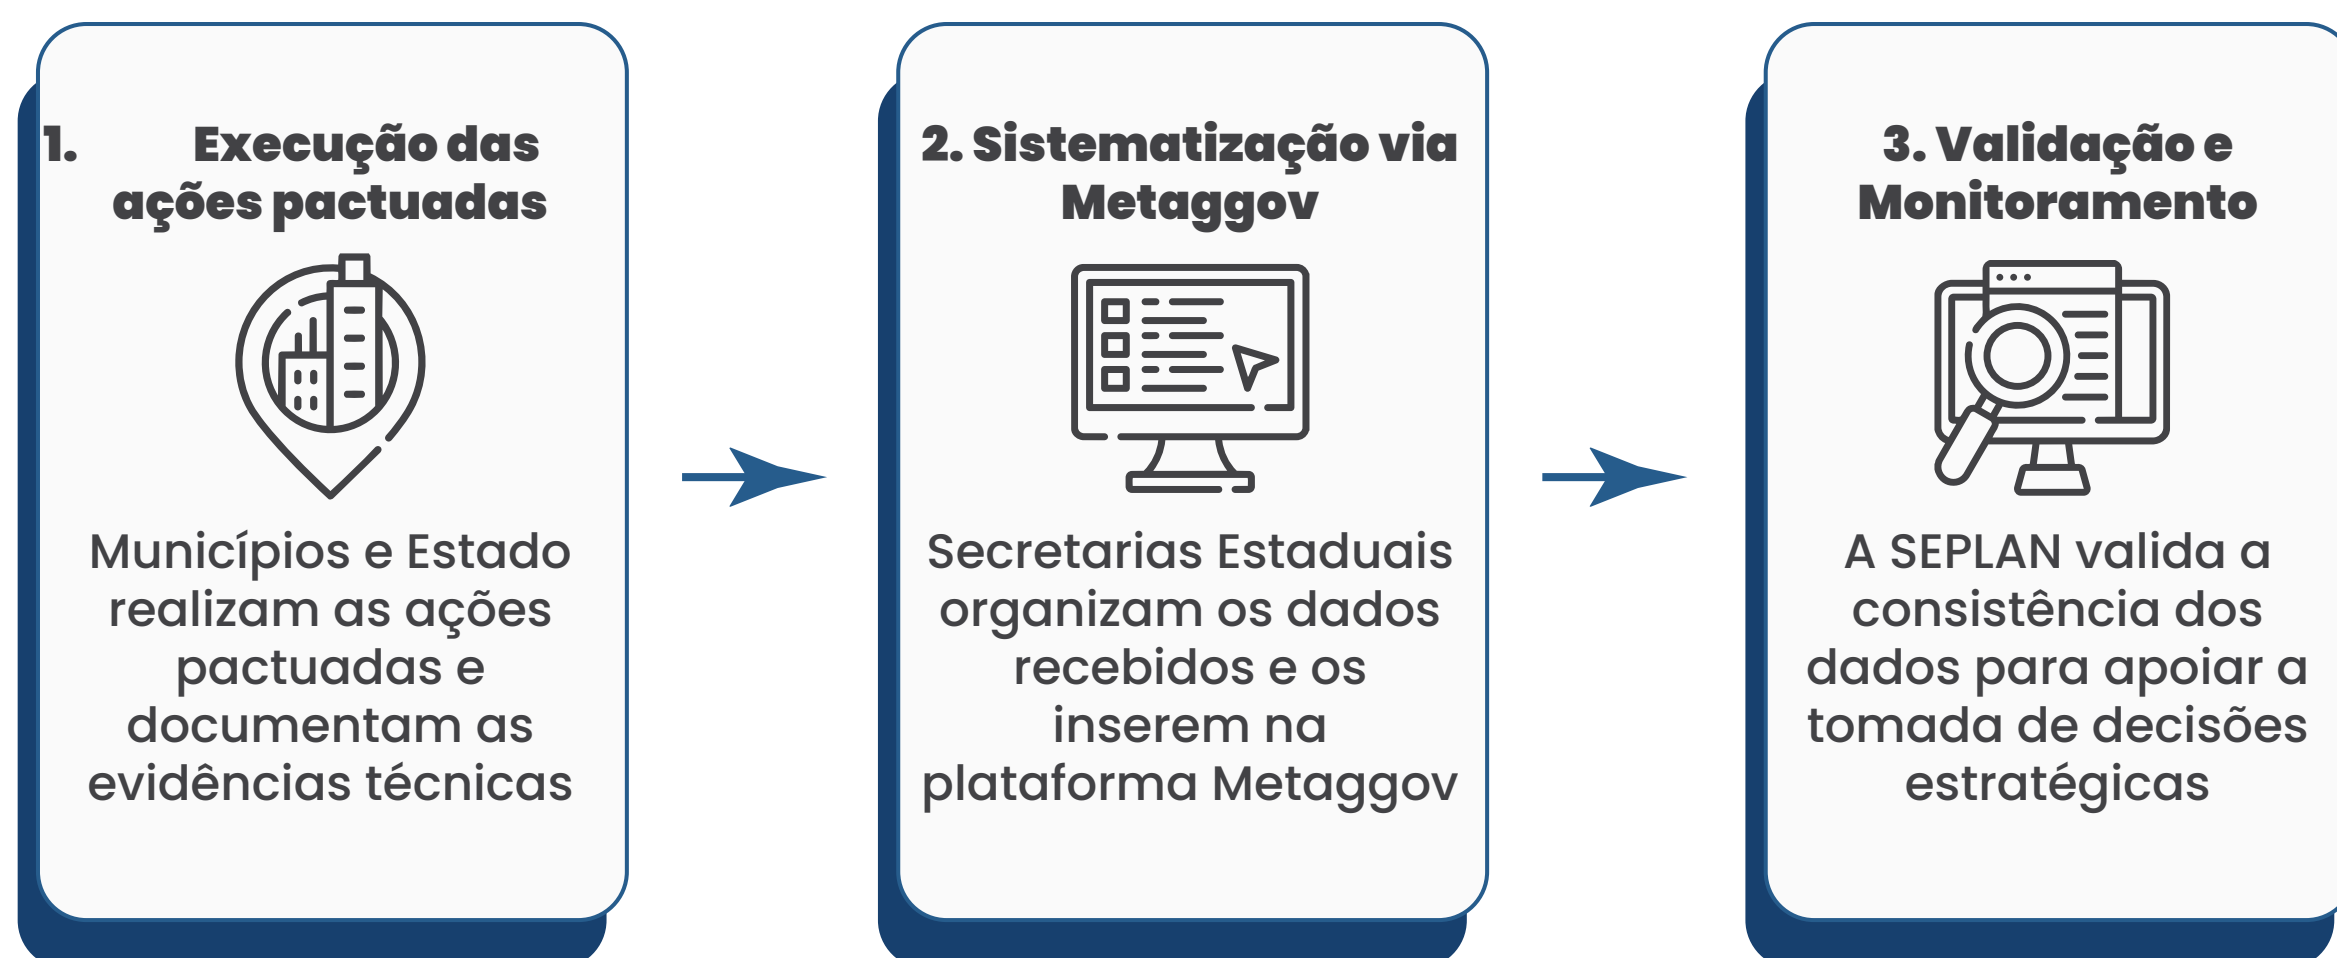 1. Execução das
ações pactuadas
Municípios e Estado
realizam as ações
pactuadas e
documentam as
evidências técnicas
2. Sistematização via
Metaggov
Secretarias Estaduais
organizam os dados
recebidos e os
inserem na
plataforma Metaggov
3. Validação e
Monitoramento
A SEPLAN valida a
consistência dos
dados para apoiar a
tomada de decisões
estratégicas